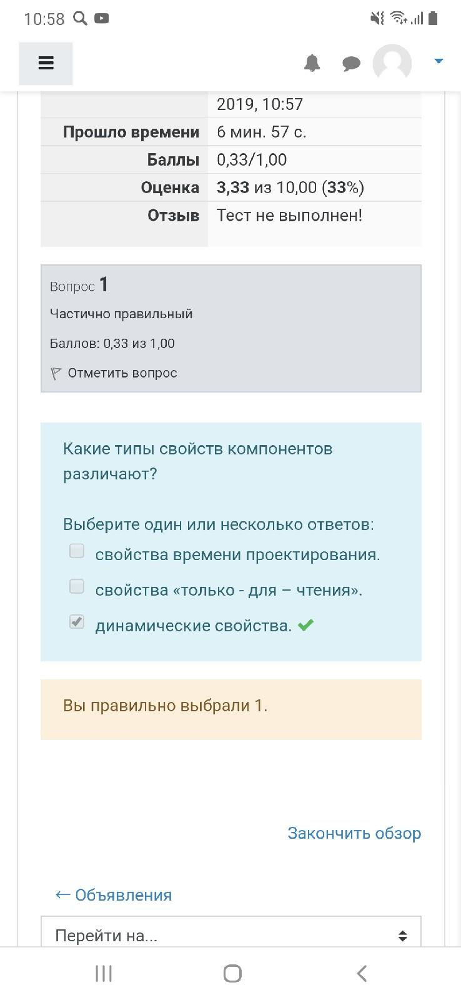 10:58
2019, 10:57
Прошло времени 6 мин. 57 с.
Баллы 0,33/1,00
Оценка 3,33 из 10,00 (33%)
Отзыв Тест не выполнен!
Вопрос 1
Частично правильный
Баллов: 0,33 из 1,00
Отметить вопрос
Какие типы свойств компонентов
различают?
Выберите один или несколько ответов:
свойства времени проектирования.
свойства «только - для – чтения».
динамические свойства.
Вы правильно выбрали 1.
Закончить обзор
← Объявления
Перейти на...